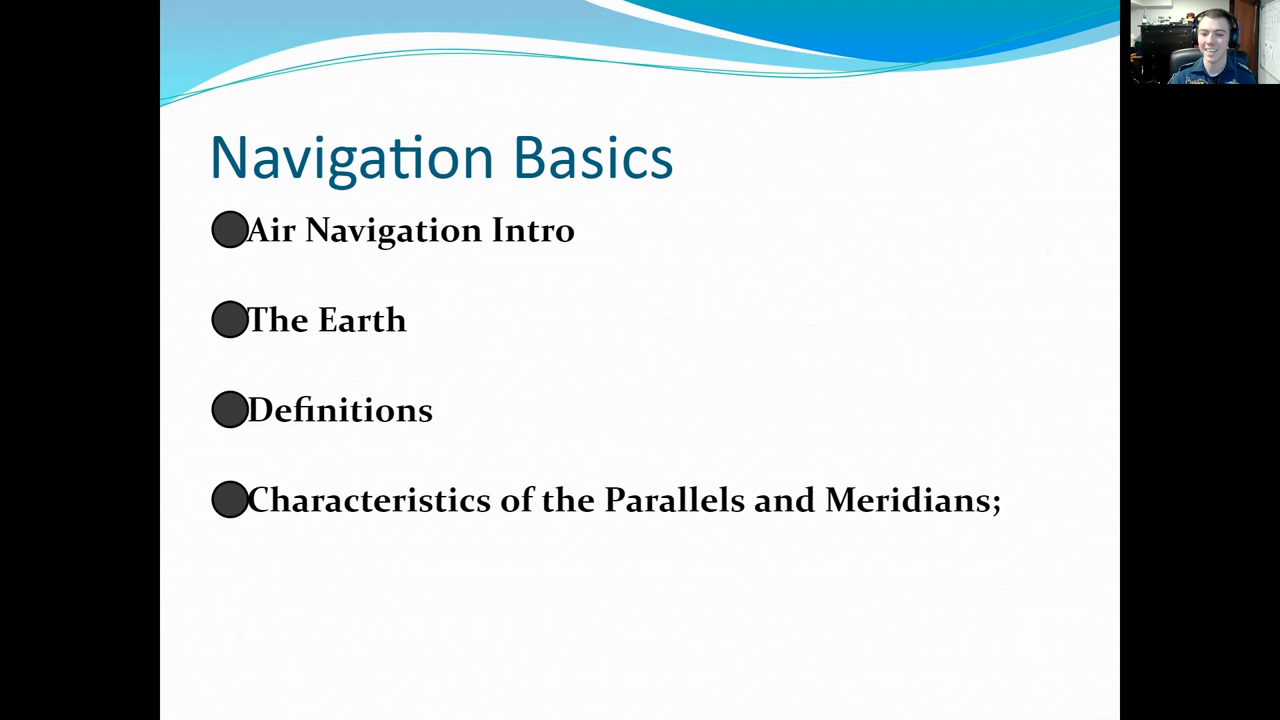 Navigation Basics
Air Navigation Intro
The Earth
Definitions
Characteristics of the Parallels and Meridians;